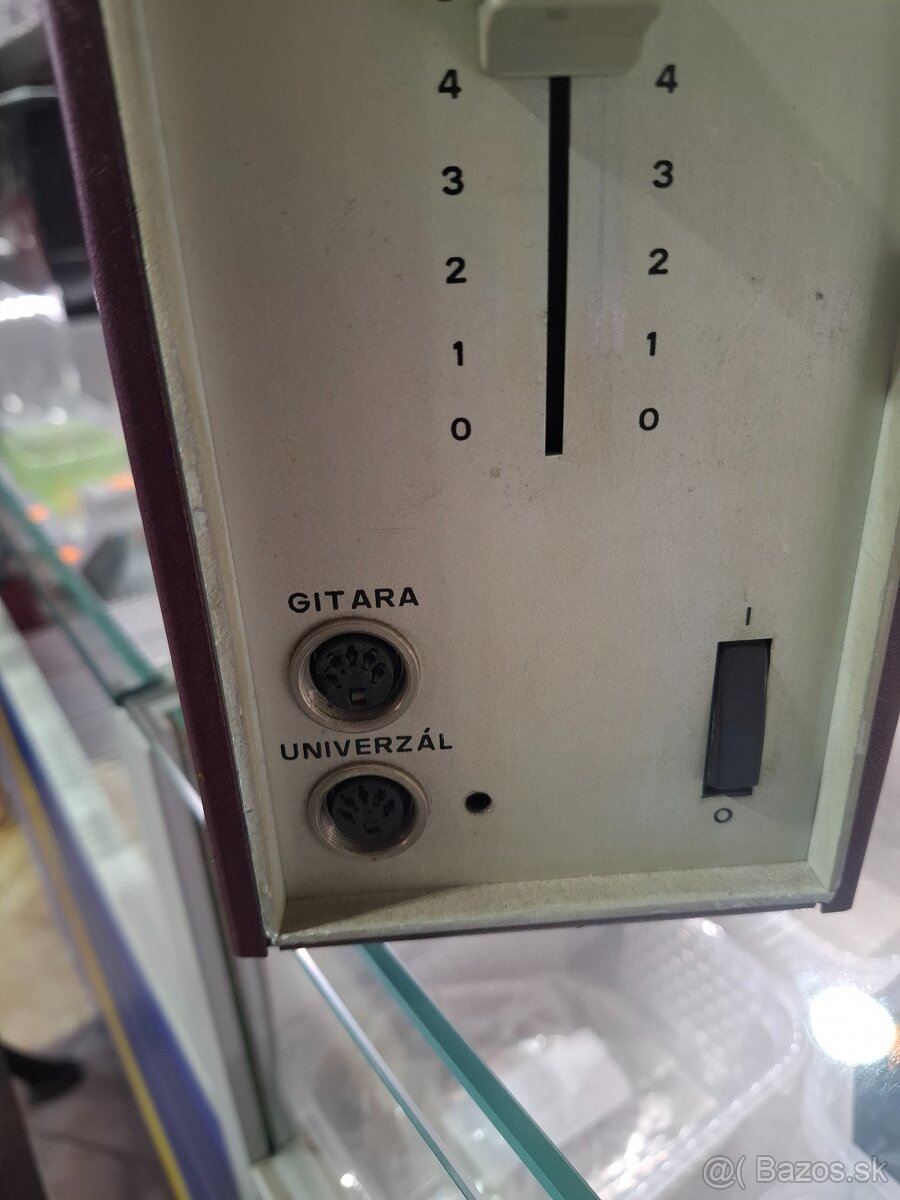 4 4
3 3
2 2
1 1
0 0
GITARA
I
UNIVERZÁL
O
@( Bazos.sk